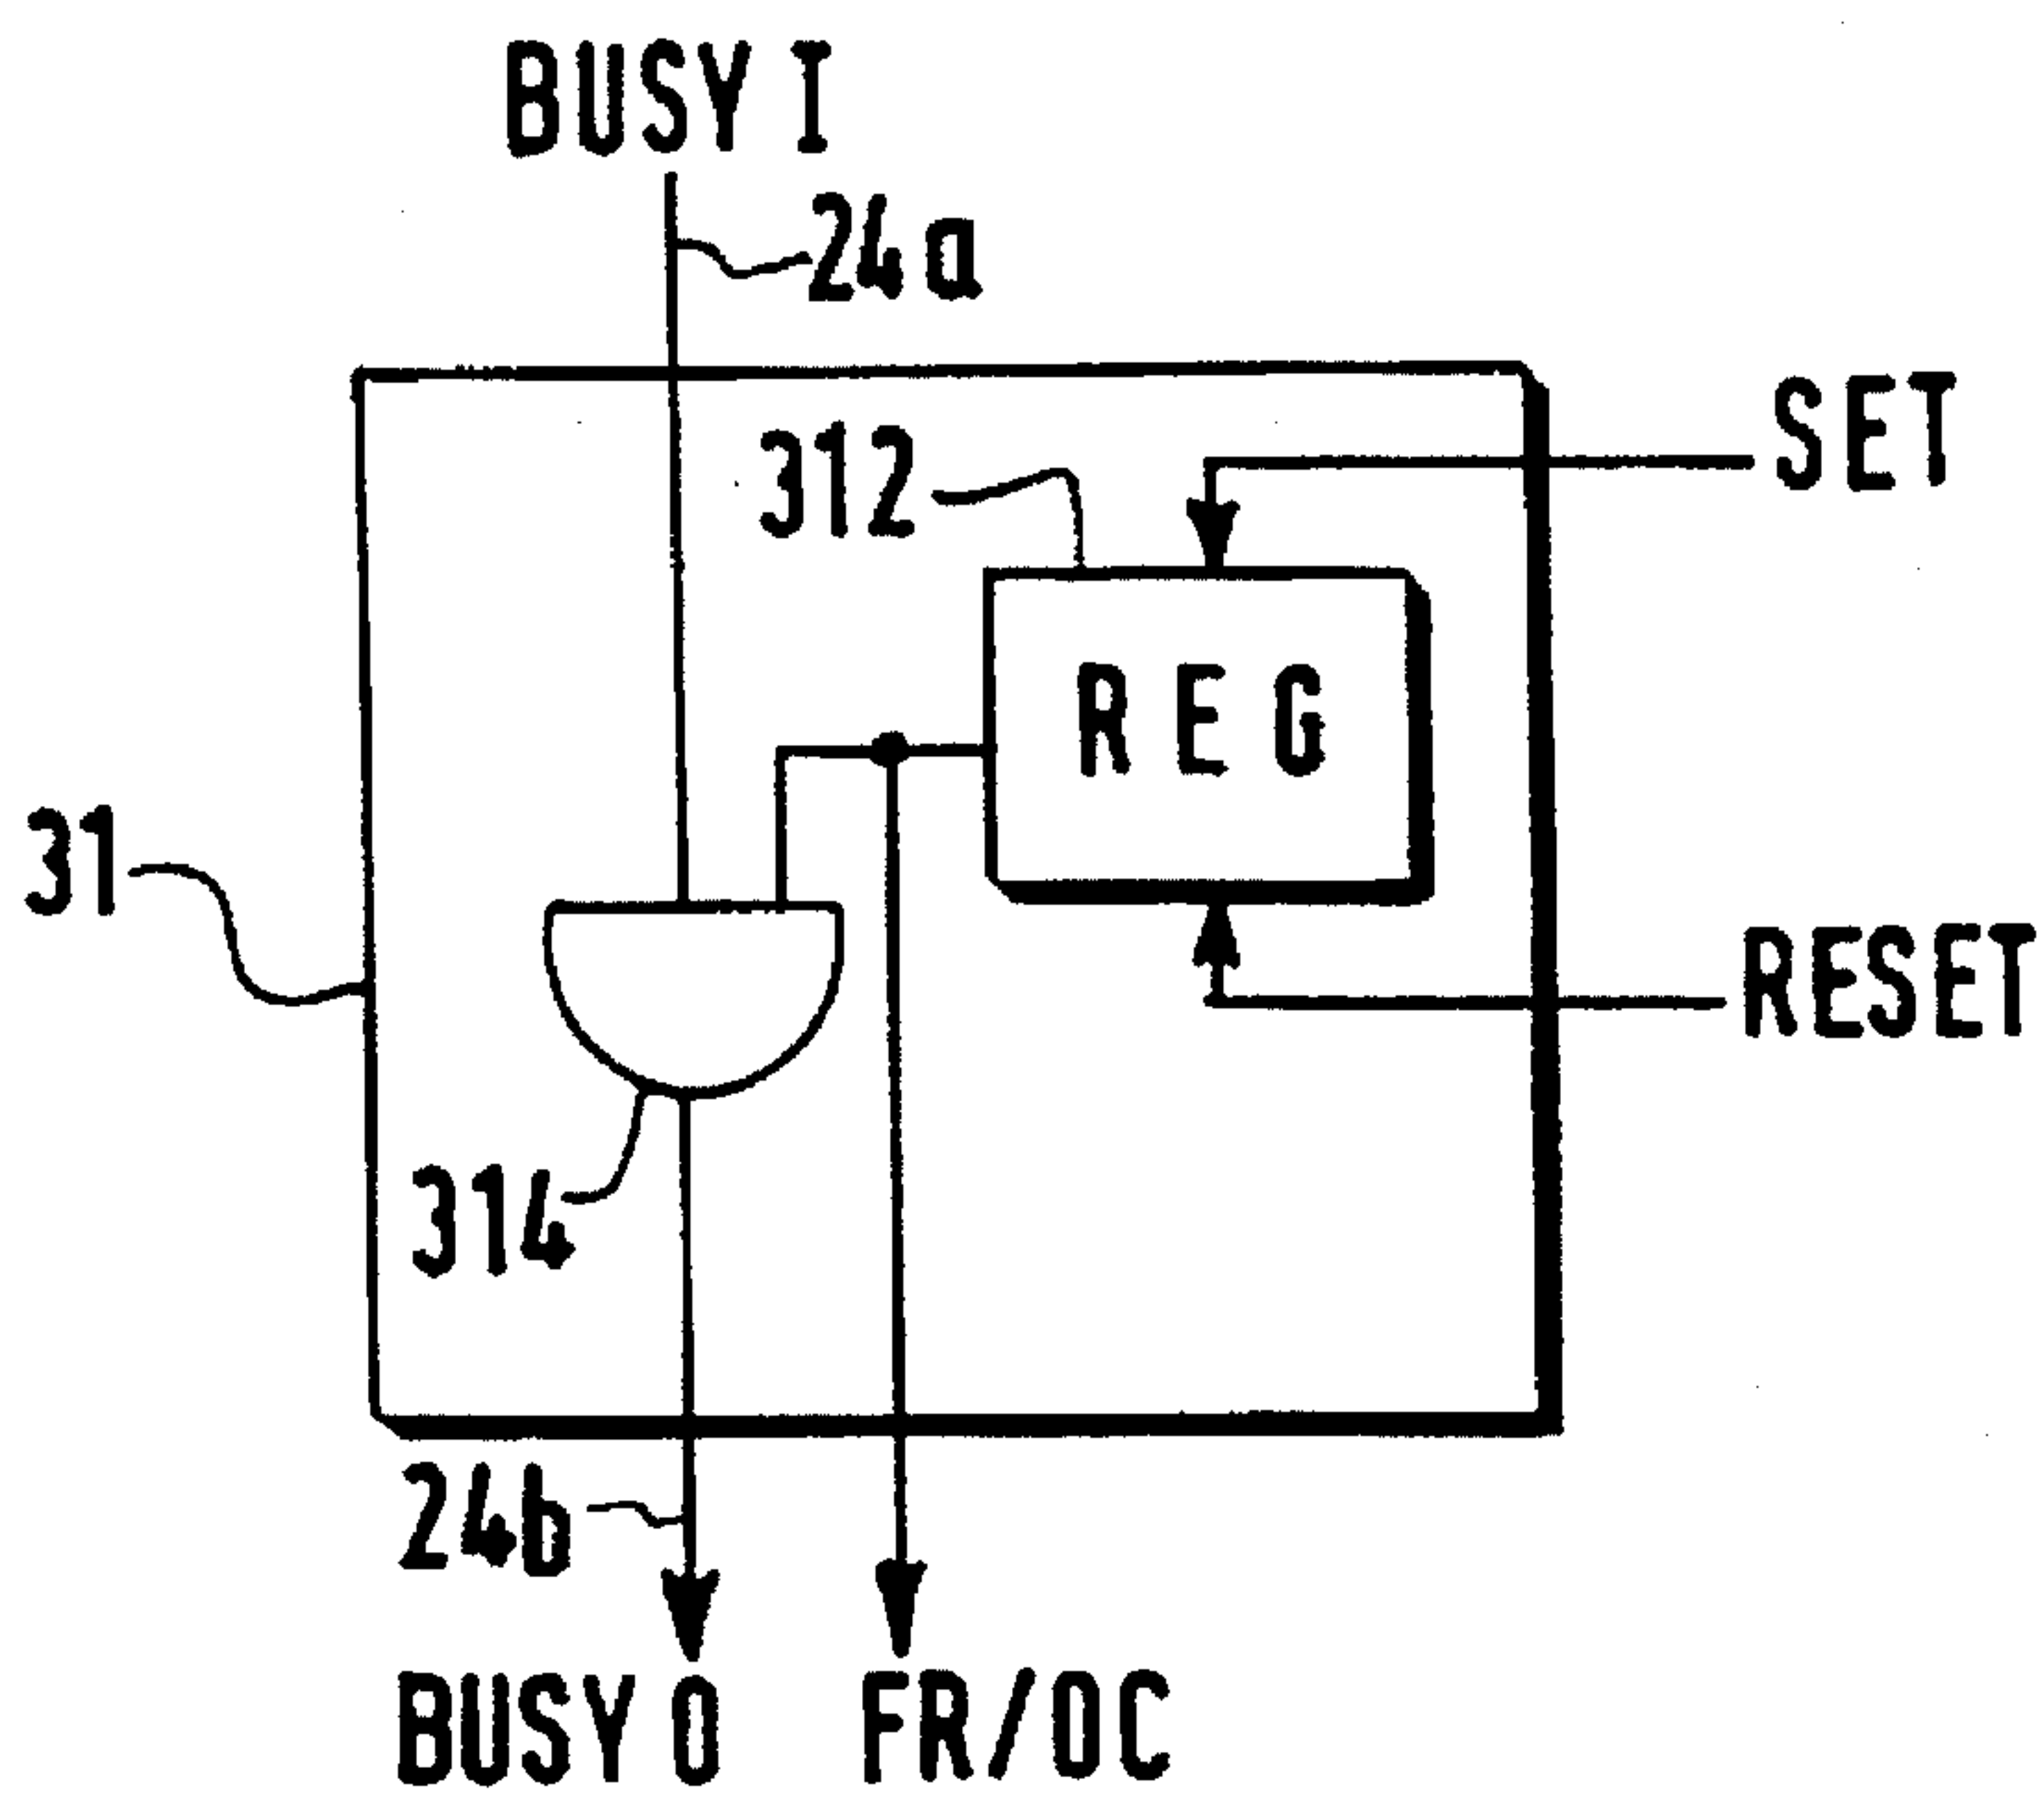 BUSY I
24a
SET
312
REG
31
RESET
314
24b
BUSY O
FR/OC